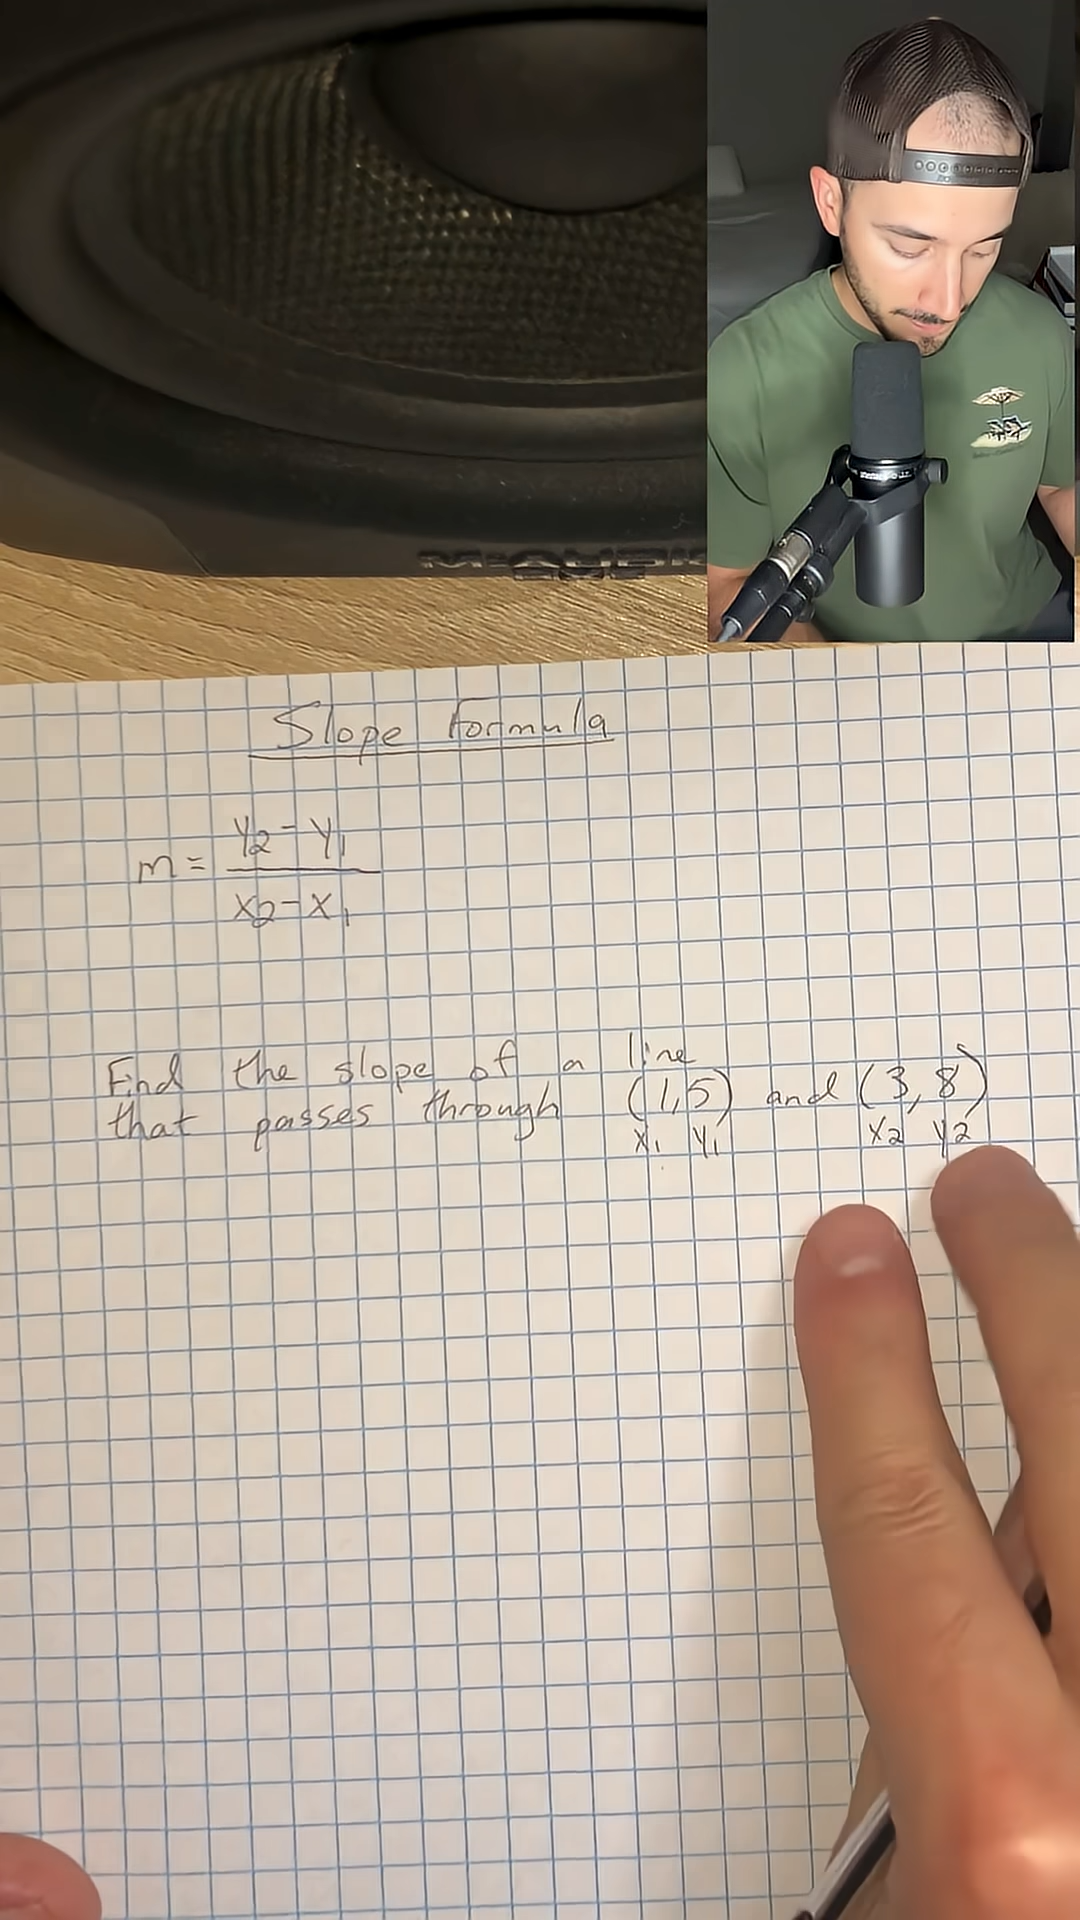 Slope Formula
m = y2 - y1
x2 - x1
Find the slope of a line
that passes through (1,5) and (3,8)
x1 y1 x2 y2